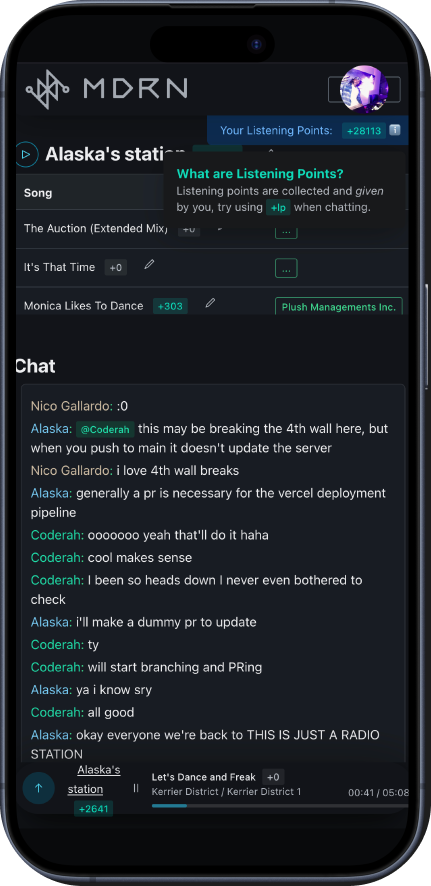 MDRN
Your Listening Points: +28113 i
Alaska's station
What are Listening Points?
Listening points are collected and given
by you, try using +lp when chatting.
Song
The Auction (Extended Mix) +0
...
It's That Time +0
...
Monica Likes To Dance +303
Plush Managements Inc.
Chat
Nico Gallardo: :0
Alaska: @Coderah this may be breaking the 4th wall here, but
when you push to main it doesn't update the server
Nico Gallardo: i love 4th wall breaks
Alaska: generally a pr is necessary for the vercel deployment
pipeline
Coderah: ooooooo yeah that'll do it haha
Coderah: cool makes sense
Coderah: I been so heads down I never even bothered to
check
Alaska: i'll make a dummy pr to update
Coderah: ty
Coderah: will start branching and PRing
Alaska: ya i know sry
Coderah: all good
Alaska: okay everyone we're back to THIS IS JUST A RADIO
STATION
Alaska's
station
+2641
Let's Dance and Freak +0
Kerrier District / Kerrier District 1
00:41 / 05:08